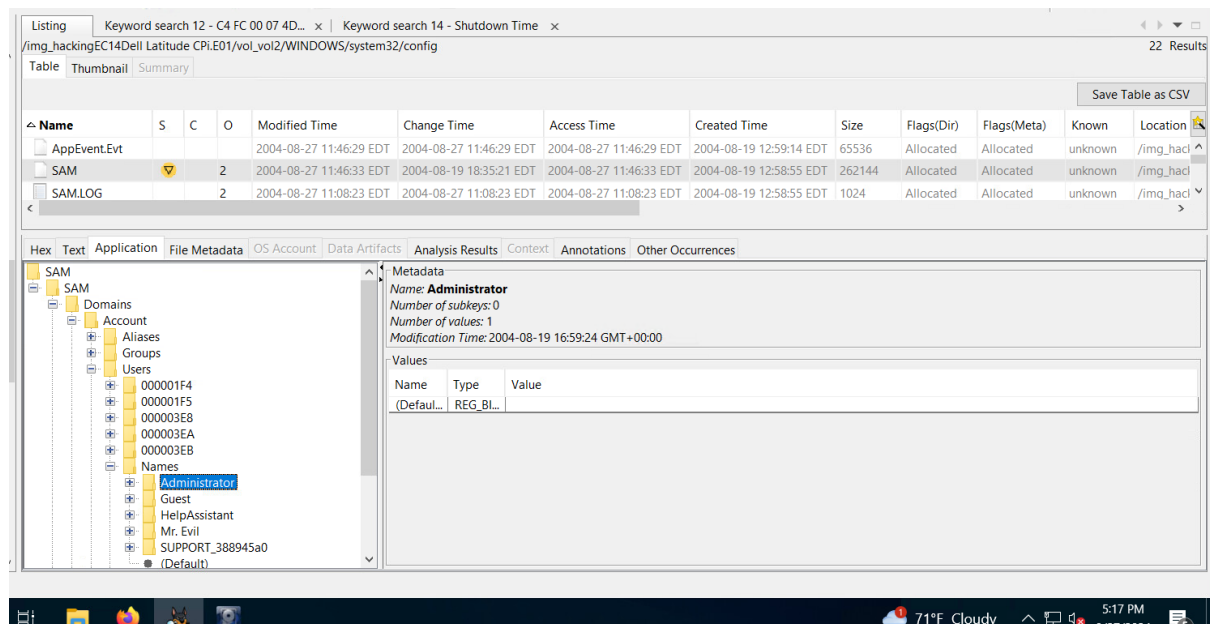 Listing Keyword search 12 - C4 FC 00 07 4D... x Keyword search 14 - Shutdown Time x
/img_hackingEC14Dell Latitude CPi.E01/vol_vol2/WINDOWS/system32/config 22 Results
Table Thumbnail Summary
Save Table as CSV
Name S C O Modified Time Change Time Access Time Created Time Size Flags(Dir) Flags(Meta) Known Location
AppEvent.Evt 2004-08-27 11:46:29 EDT 2004-08-27 11:46:29 EDT 2004-08-27 11:46:29 EDT 2004-08-19 12:59:14 EDT 65536 Allocated Allocated unknown /img_hacl
SAM 2 2004-08-27 11:46:33 EDT 2004-08-19 18:35:21 EDT 2004-08-27 11:46:33 EDT 2004-08-19 12:58:55 EDT 262144 Allocated Allocated unknown /img_hacl
SAM.LOG 2 2004-08-27 11:08:23 EDT 2004-08-27 11:08:23 EDT 2004-08-27 11:08:23 EDT 2004-08-19 12:58:55 EDT 1024 Allocated Allocated unknown /img_hacl
Hex Text Application File Metadata OS Account Data Artifacts Analysis Results Context Annotations Other Occurrences
SAM
SAM
Domains
Account
Aliases
Groups
Users
000001F4
000001F5
000003E8
000003EA
000003EB
Names
Administrator
Guest
HelpAssistant
Mr. Evil
SUPPORT_388945a0
(Default)
Metadata
Name: Administrator
Number of subkeys: 0
Number of values: 1
Modification Time: 2004-08-19 16:59:24 GMT+00:00
Values
Name Type Value
(Defaul... REG_BI...
71°F Cloudy 5:17 PM